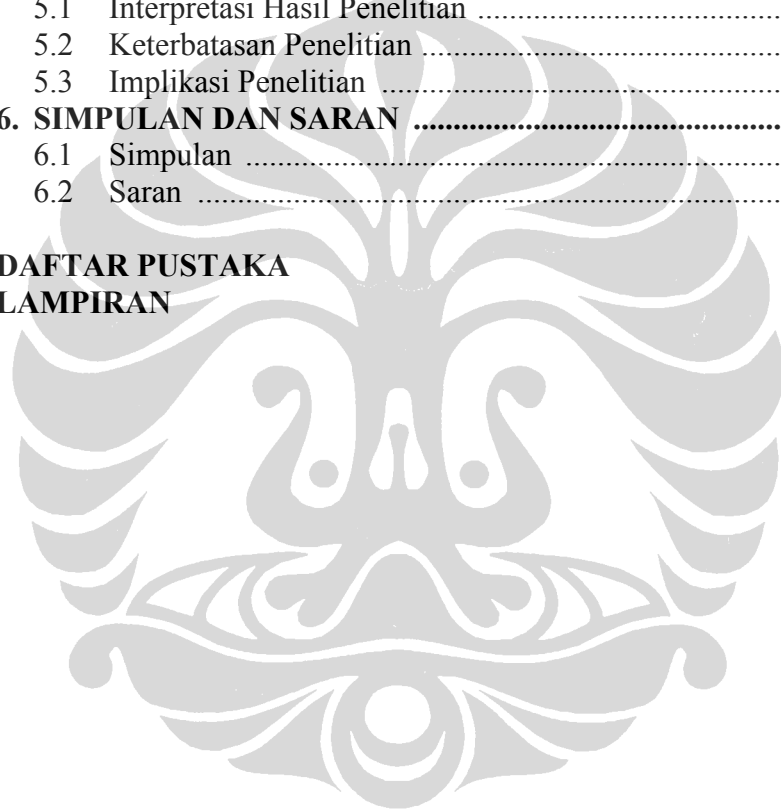 5.1 Interpretasi Hasil Penelitian ........................................
5.2 Keterbatasan Penelitian ..............................................
5.3 Implikasi Penelitian ...................................................
6. SIMPULAN DAN SARAN ...............................................
6.1 Simpulan ....................................................................
6.2 Saran ..........................................................................
DAFTAR PUSTAKA
LAMPIRAN